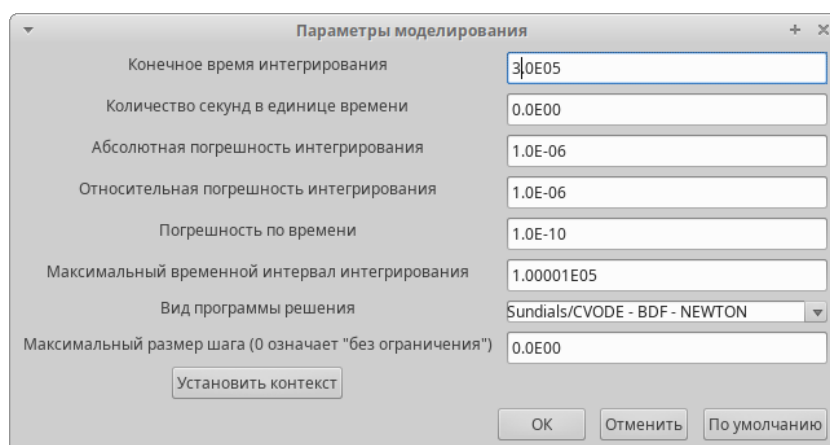 Параметры моделирования
Конечное время интегрирования 3.0E05
Количество секунд в единице времени 0.0E00
Абсолютная погрешность интегрирования 1.0E-06
Относительная погрешность интегрирования 1.0E-06
Погрешность по времени 1.0E-10
Максимальный временной интервал интегрирования 1.00001E05
Вид программы решения Sundials/CVODE - BDF - NEWTON
Максимальный размер шага (0 означает "без ограничения") 0.0E00
Установить контекст
ОК Отменить По умолчанию